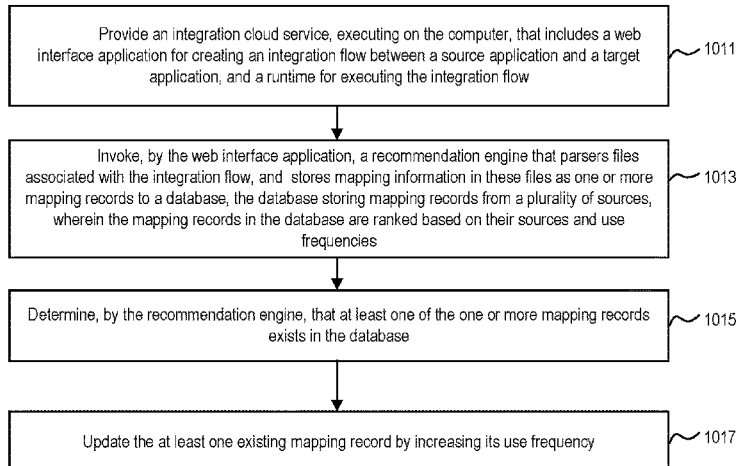 Provide an integration cloud service, executing on the computer, that includes a web
interface application for creating an integration flow between a source application and a target
application, and a runtime for executing the integration flow
1011
Invoke, by the web interface application, a recommendation engine that parsers files
associated with the integration flow, and stores mapping information in these files as one or more
mapping records to a database, the database storing mapping records from a plurality of sources,
wherein the mapping records in the database are ranked based on their sources and use
frequencies
1013
Determine, by the recommendation engine, that at least one of the one or more mapping records
exists in the database
1015
Update the at least one existing mapping record by increasing its use frequency
1017